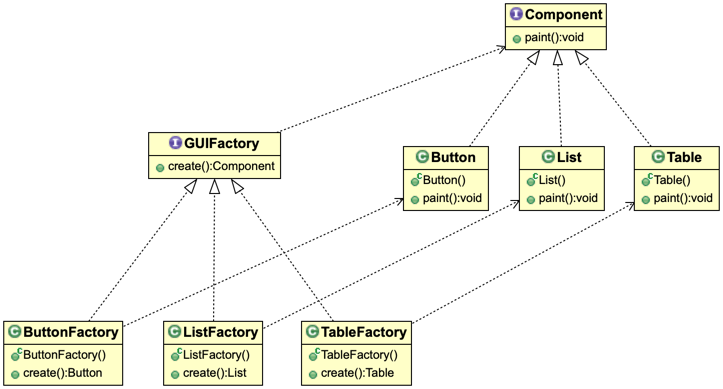 I Component
paint():void
I GUIFactory
create():Component
C Button
C Button()
paint():void
C List
C List()
paint():void
C Table
C Table()
paint():void
C ButtonFactory
C ButtonFactory()
create():Button
C ListFactory
C ListFactory()
create():List
C TableFactory
C TableFactory()
create():Table